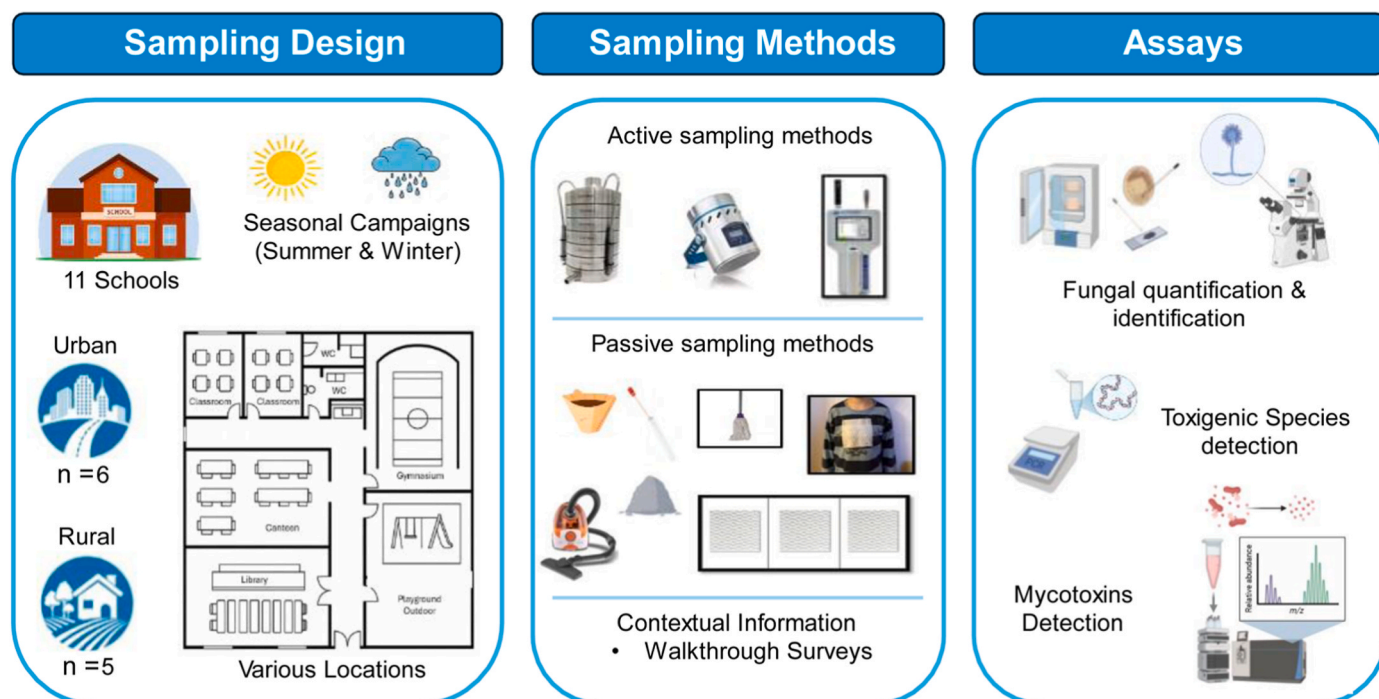 Sampling Design
Sampling Methods
Assays
SCHOOL
11 Schools
Seasonal Campaigns
(Summer & Winter)
Urban
n =6
Rural
n =5
Classroom
Classroom
WC
WC
Gymnasium
Canteen
Library
Playground
Outdoor
Various Locations
Active sampling methods
Passive sampling methods
Contextual Information
• Walkthrough Surveys
Fungal quantification &
identification
PCR
Toxigenic Species
detection
Mycotoxins
Detection
Relative abundance
m/z